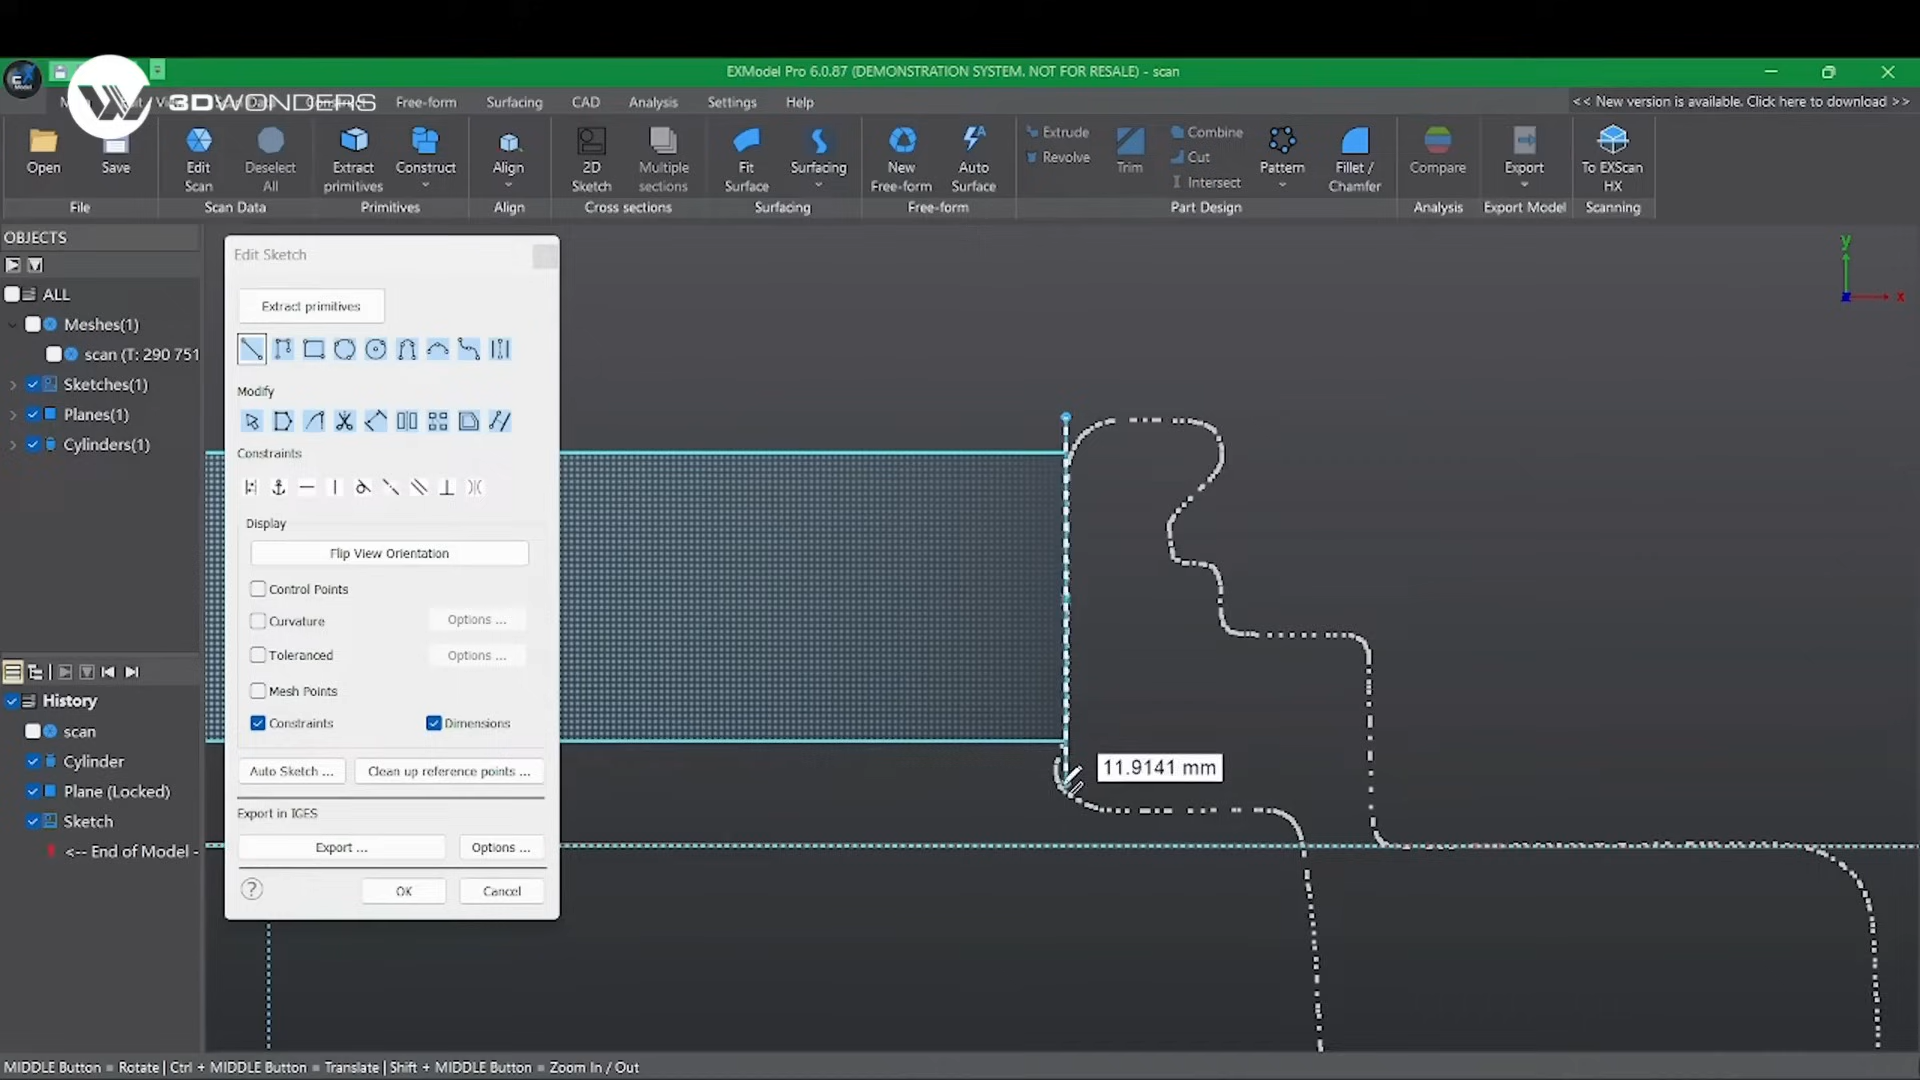 EXModel Pro 6.0.87 (DEMONSTRATION SYSTEM. NOT FOR RESALE) - scan
3DWONDERS
Free-form
Surfacing
CAD
Analysis
Settings
Help
<< New version is available. Click here to download >>
Open
Save
Edit Scan
Deselect All
Extract primitives
Construct
Align
2D Sketch
Multiple sections
Fit Surface
Surfacing
New Free-form
Auto Surface
Extrude
Revolve
Trim
Combine
Cut
Intersect
Pattern
Fillet / Chamfer
Compare
Export
To EXScan HX
File
Scan Data
Primitives
Align
Cross sections
Surfacing
Free-form
Part Design
Analysis
Export Model
Scanning
OBJECTS
ALL
Meshes(1)
scan (T: 290 751
Sketches(1)
Planes(1)
Cylinders(1)
History
scan
Cylinder
Plane (Locked)
Sketch
<-- End of Model -
Edit Sketch
Extract primitives
Modify
Constraints
Display
Flip View Orientation
Control Points
Curvature
Options ...
Toleranced
Options ...
Mesh Points
Constraints
Dimensions
Auto Sketch ...
Clean up reference points ...
Export in IGES
Export ...
Options ...
?
OK
Cancel
11.9141 mm
y
x
MIDDLE Button = Rotate | Ctrl + MIDDLE Button = Translate | Shift + MIDDLE Button = Zoom In / Out